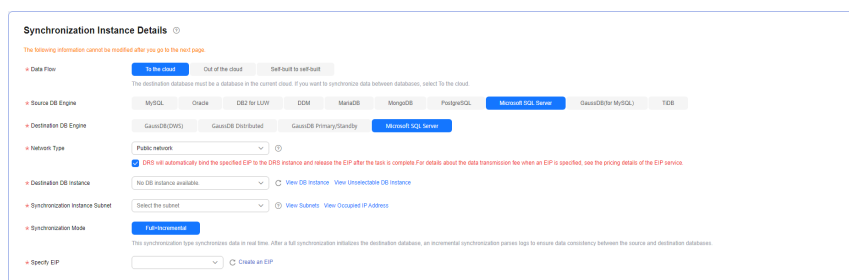 Synchronization Instance Details
The following information cannot be modified after you go to the next page.
* Data Flow
To the cloud Out of the cloud Self-built to self-built
The destination database must be a database in the current cloud. If you want to synchronize data between databases, select To the cloud.
* Source DB Engine
MySQL Oracle DB2 for LUW DDM MariaDB MongoDB PostgreSQL Microsoft SQL Server GaussDB(for MySQL) TiDB
* Destination DB Engine
GaussDB(DWS) GaussDB Distributed GaussDB Primary/Standby Microsoft SQL Server
* Network Type
Public network
DRS will automatically bind the specified EIP to the DRS instance and release the EIP after the task is complete.For details about the data transmission fee when an EIP is specified, see the pricing details of the EIP service.
* Destination DB Instance
No DB instance available. View DB Instance View Unselectable DB Instance
* Synchronization Instance Subnet
Select the subnet View Subnets View Occupied IP Address
* Synchronization Mode
Full+Incremental
This synchronization type synchronizes data in real time. After a full synchronization initializes the destination database, an incremental synchronization parses logs to ensure data consistency between the source and destination databases
* Specify EIP
Create an EIP